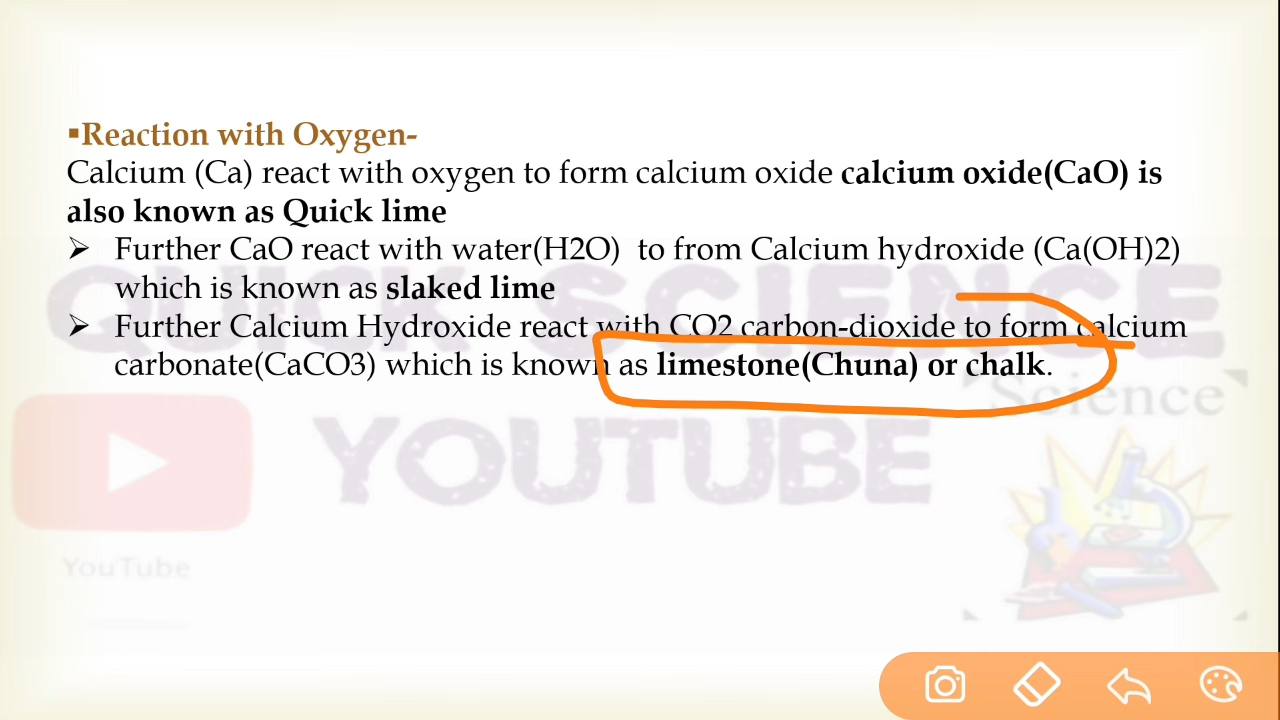 ▪Reaction with Oxygen-
Calcium (Ca) react with oxygen to form calcium oxide calcium oxide(CaO) is
also known as Quick lime
➢ Further CaO react with water(H2O)  to from Calcium hydroxide (Ca(OH)2)
which is known as slaked lime
➢ Further Calcium Hydroxide react with CO2 carbon-dioxide to form calcium
carbonate(CaCO3) which is known as limestone(Chuna) or chalk.
QUICK SCIENCE
Science
YOUTUBE
YouTube